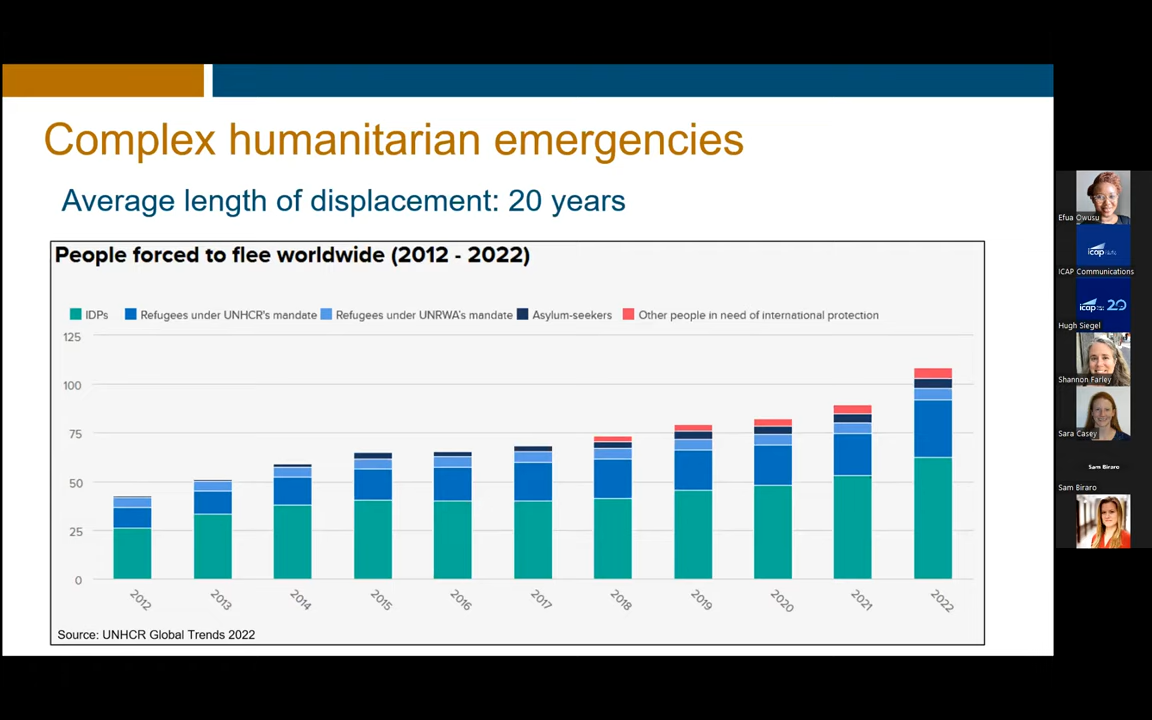 Complex humanitarian emergencies
Average length of displacement: 20 years
People forced to flee worldwide (2012 - 2022)
IDPs Refugees under UNHCR's mandate Refugees under UNRWA's mandate Asylum-seekers Other people in need of international protection
125
100
75
50
25
0
2012 2013 2014 2015 2016 2017 2018 2019 2020 2021 2022
Source: UNHCR Global Trends 2022
Efua Owusu
icap
ICAP Communications
icap 20
Hugh Siegel
Shannon Farley
Sara Casey
Sam Biraro
Sam Biraro